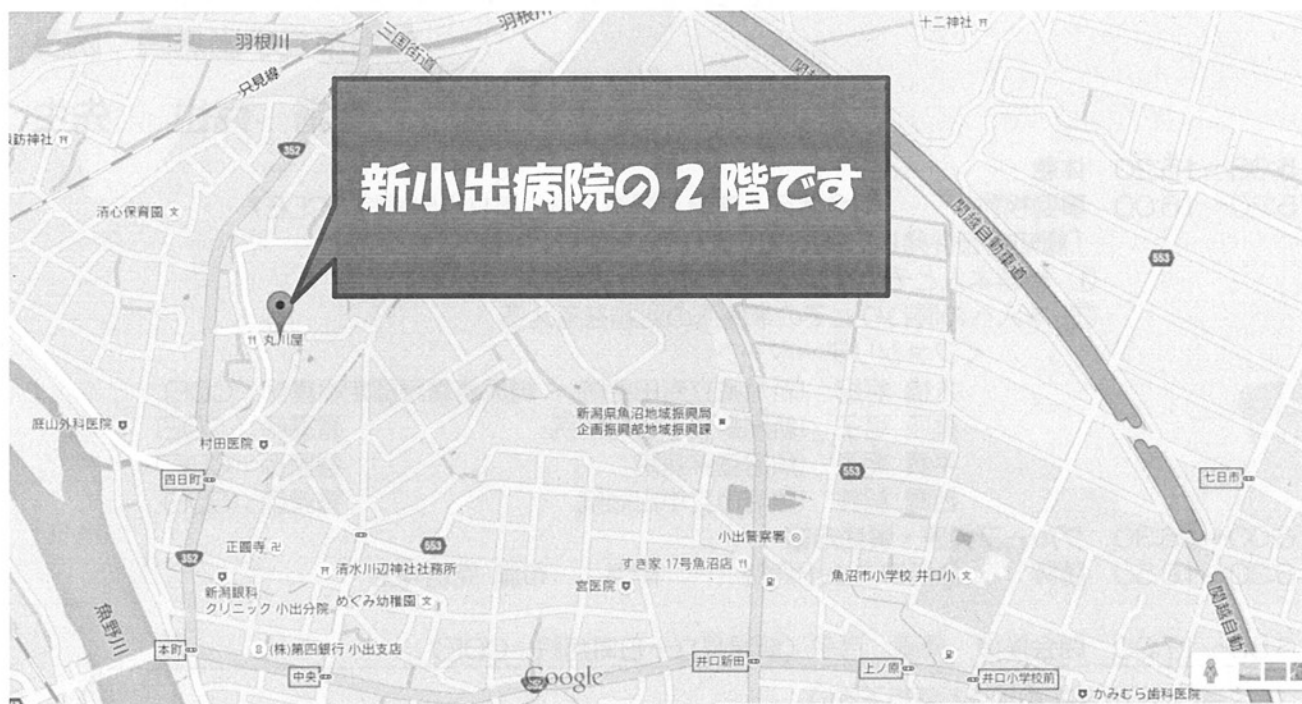 羽根川
三国街道
十二神社
只見線
352
新小出病院の2階です
清心保育園
関越自動車道
553
丸川屋
庭山外科医院
村田医院
新潟県魚沼地域振興局
企画振興部地域振興課
四日町
553
七日市
正圓寺
553
小出警察署
352
清水川辺神社社務所
すき家 17号魚沼店
魚沼市小学校 井口小
新潟眼科
クリニック 小出分院
めぐみ幼稚園
宮医院
魚野川
関越自動
本町
(株)第四銀行 小出支店
中央
Google
井口新田
上ノ原
井口小学校前
かみむら歯科医院